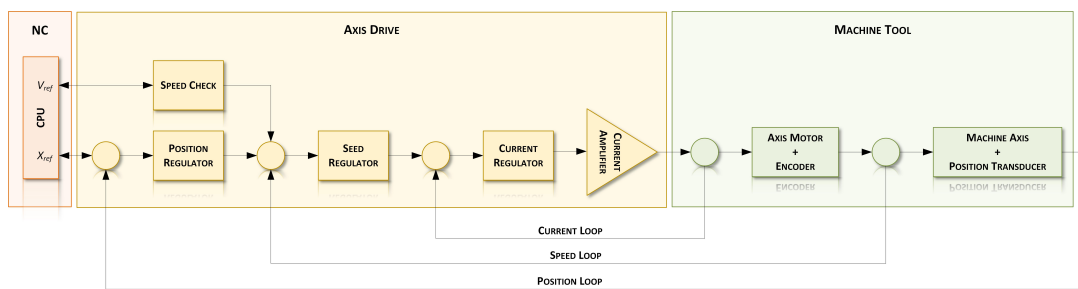 NC
AXIS DRIVE
MACHINE TOOL
CPU
Vref
Xref
SPEED CHECK
POSITION
REGULATOR
SEED
REGULATOR
CURRENT
REGULATOR
CURRENT
AMPLIFIER
AXIS MOTOR
+
ENCODER
MACHINE AXIS
+
POSITION TRANSDUCER
CURRENT LOOP
SPEED LOOP
POSITION LOOP